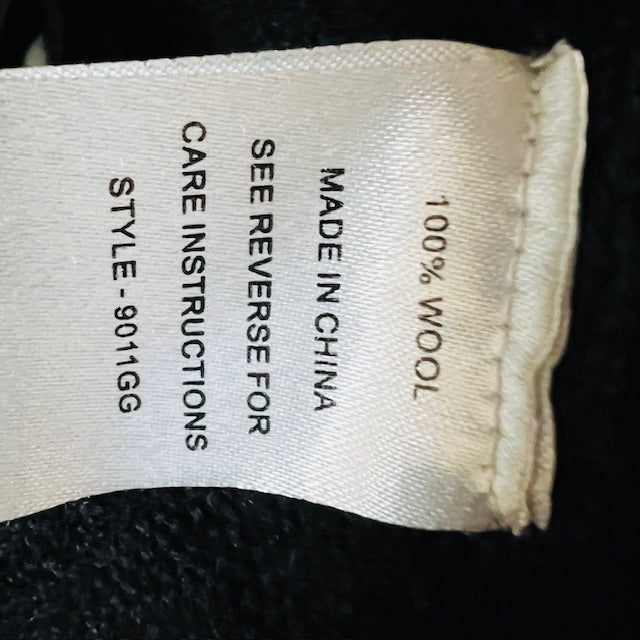 100% WOOL
MADE IN CHINA
SEE REVERSE FOR
CARE INSTRUCTIONS
STYLE - 9011GG